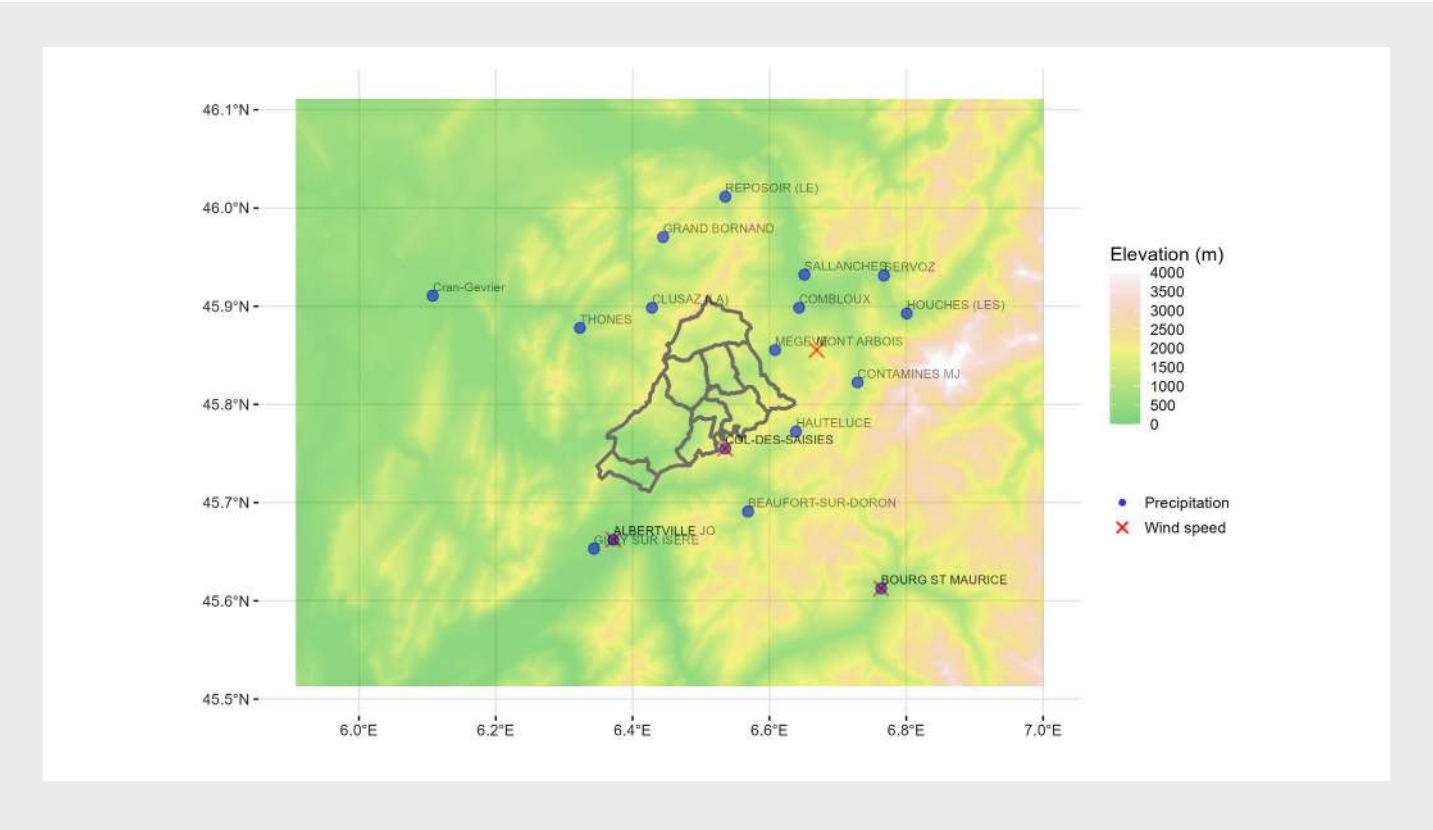 46.1°N
46.0°N
45.9°N
45.8°N
45.7°N
45.6°N
45.5°N
REPOSOIR (LE)
GRAND BORNAND
SALLANCHES
SERVOZ
Cran-Gevrier
CLUSAZ (LA)
COMBLOUX
HOUCHES (LES)
THONES
MEGEVE
MONT ARBOIS
CONTAMINES MJ
HAUTELUCE
COL-DES-SAISIES
BEAUFORT-SUR-DORON
ALBERTVILLE JO
GILLY SUR ISERE
BOURG ST MAURICE
6.0°E 6.2°E 6.4°E 6.6°E 6.8°E 7.0°E
Elevation (m)
4000
3500
3000
2500
2000
1500
1000
500
0
Precipitation
Wind speed